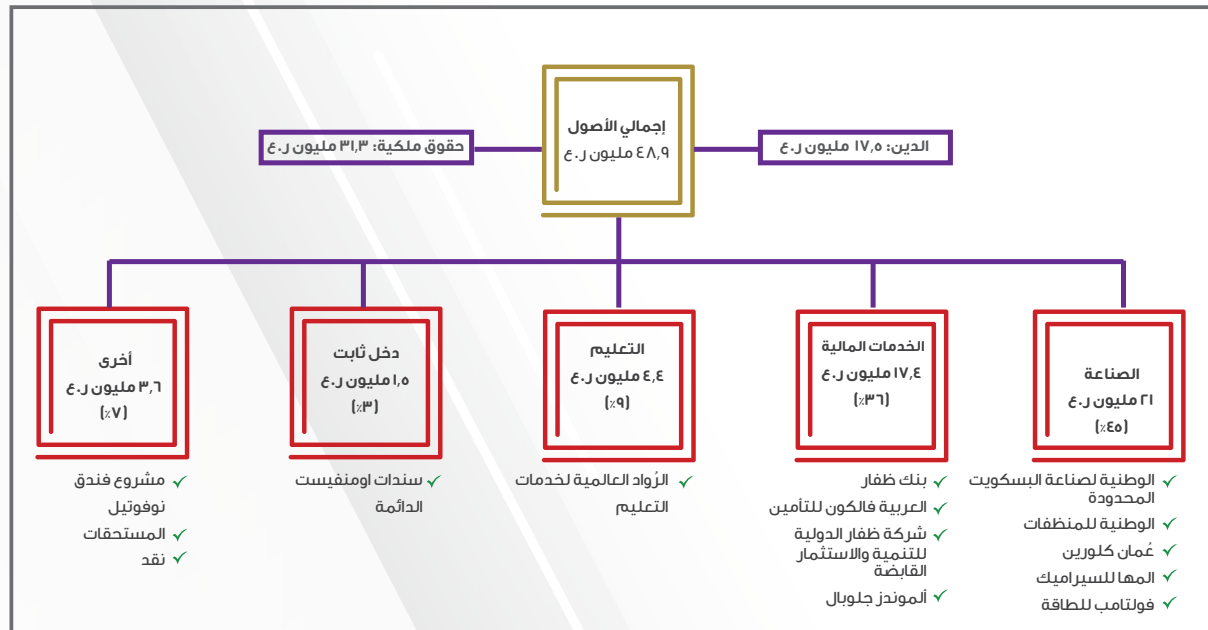 إجمالي الأصول
٤٨,٩ مليون ر.ع
الدين: ١٧,٥ مليون ر.ع
حقوق ملكية: ٣١,٣ مليون ر.ع
الصناعة
٢١ مليون ر.ع
(٤٥٪)
الوطنية لصناعة البسكويت
المحدودة
الوطنية للمنظفات
عُمان كلورين
المها للسيراميك
فولتامب للطاقة
الخدمات المالية
١٧,٤ مليون ر.ع
(٣٦٪)
بنك ظفار
العربية فالكون للتأمين
شركة ظفار الدولية
للتنمية والاستثمار
القابضة
ألموندز جلوبال
التعليم
٤,٤ مليون ر.ع
(٩٪)
الرُواد العالمية لخدمات
التعليم
دخل ثابت
١,٥ مليون ر.ع
(٣٪)
سندات اومنفيست
الدائمة
أخرى
٣,٦ مليون ر.ع
(٧٪)
مشروع فندق
نوفوتيل
المستحقات
نقد